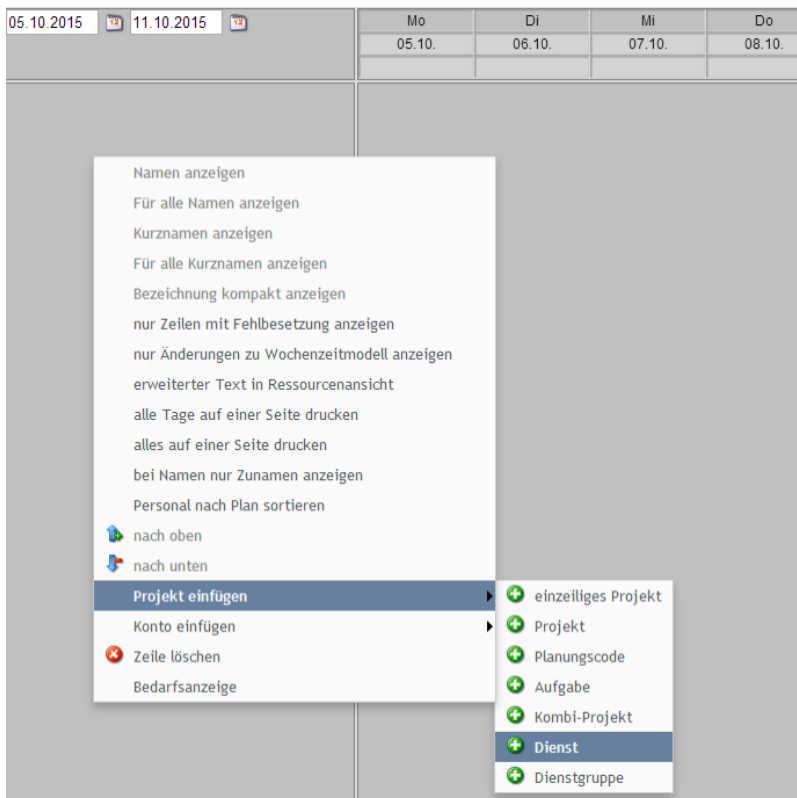 05.10.2015 12 11.10.2015 12
Mo Di Mi Do
05.10. 06.10. 07.10. 08.10.
Namen anzeigen
Für alle Namen anzeigen
Kurznamen anzeigen
Für alle Kurznamen anzeigen
Bezeichnung kompakt anzeigen
nur Zeilen mit Fehlbesetzung anzeigen
nur Änderungen zu Wochenzeitmodell anzeigen
erweiterter Text in Ressourcenansicht
alle Tage auf einer Seite drucken
alles auf einer Seite drucken
bei Namen nur Zunamen anzeigen
Personal nach Plan sortieren
nach oben
nach unten
Projekt einfügen
Konto einfügen
Zeile löschen
Bedarfsanzeige
einzeiliges Projekt
Projekt
Planungscode
Aufgabe
Kombi-Projekt
Dienst
Dienstgruppe